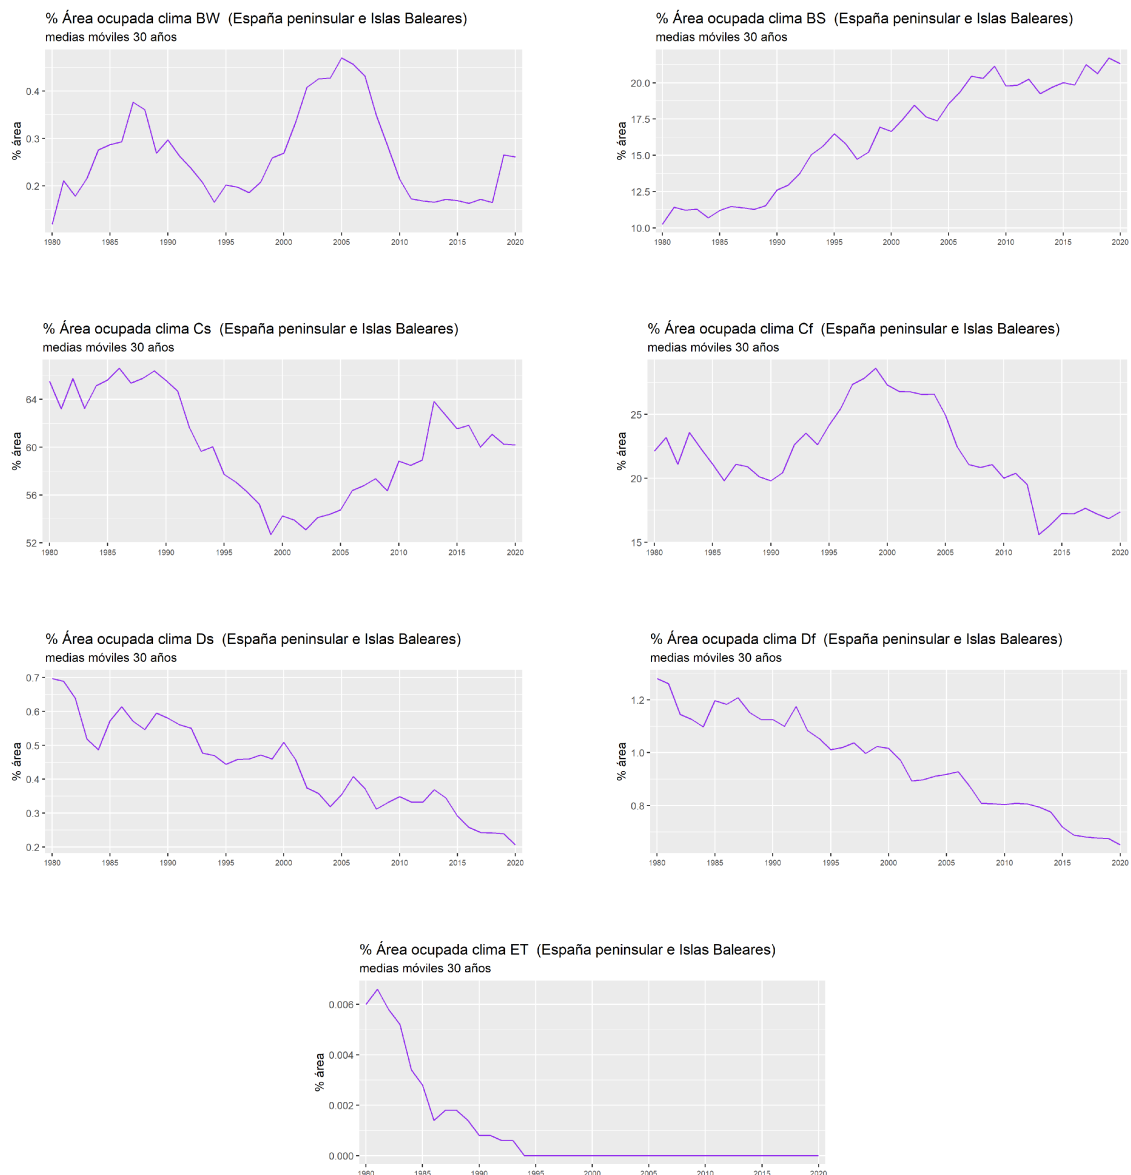 % Área ocupada clima BW (España peninsular e Islas Baleares)
medias móviles 30 años
% área
0.4
0.3
0.2
1980 1985 1990 1995 2000 2005 2010 2015 2020
% Área ocupada clima BS (España peninsular e Islas Baleares)
medias móviles 30 años
% área
20.0
17.5
15.0
12.5
10.0
1980 1985 1990 1995 2000 2005 2010 2015 2020
% Área ocupada clima Cs (España peninsular e Islas Baleares)
medias móviles 30 años
% área
64
60
56
52
1980 1985 1990 1995 2000 2005 2010 2015 2020
% Área ocupada clima Cf (España peninsular e Islas Baleares)
medias móviles 30 años
% área
25
20
15
1980 1985 1990 1995 2000 2005 2010 2015 2020
% Área ocupada clima Ds (España peninsular e Islas Baleares)
medias móviles 30 años
% área
0.7
0.6
0.5
0.4
0.3
0.2
1980 1985 1990 1995 2000 2005 2010 2015 2020
% Área ocupada clima Df (España peninsular e Islas Baleares)
medias móviles 30 años
% área
1.2
1.0
0.8
1980 1985 1990 1995 2000 2005 2010 2015 2020
% Área ocupada clima ET (España peninsular e Islas Baleares)
medias móviles 30 años
% área
0.006
0.004
0.002
0.000
1980 1985 1990 1995 2000 2005 2010 2015 2020